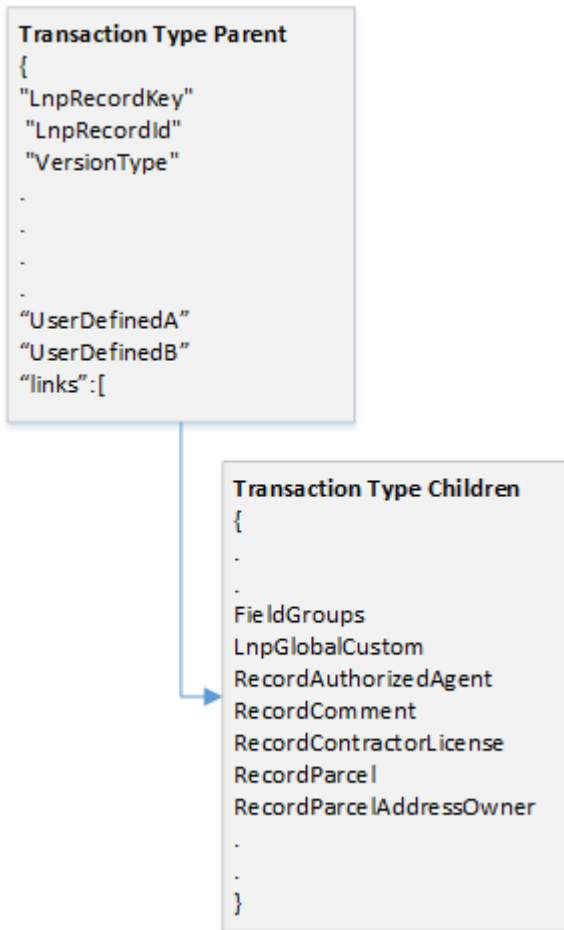 Transaction Type Parent
{
"LnpRecordKey"
"LnpRecordId"
"VersionType"
.
.
.
.
“UserDefinedA”
“UserDefinedB”
“links”:[
Transaction Type Children
{
.
.
FieldGroups
LnpGlobalCustom
RecordAuthorizedAgent
RecordComment
RecordContractorLicense
RecordParcel
RecordParcelAddressOwner
.
.
}